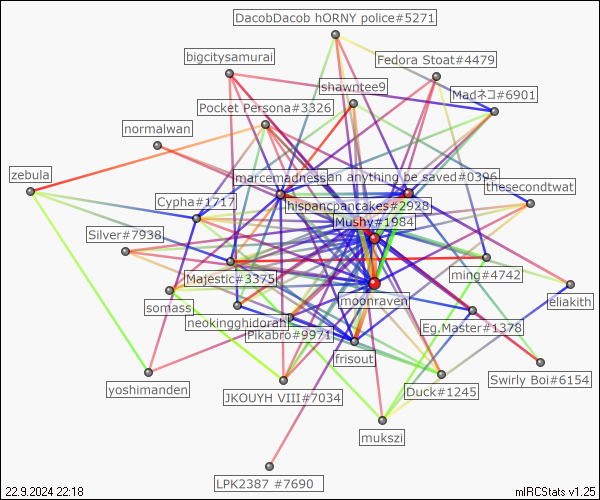 DacobDacob hORNY police#5271
bigcitysamurai
Fedora Stoat#4479
shawntee9
Madネコ#6901
Pocket Persona#3326
normalwan
zebula
marcemadness
an anything be saved#0396
thesecondtwat
Cypha#1717
hispancpancakes#2928
Mushy#1984
Silver#7938
Majestic#3375
ming#4742
eliakith
somass
moonraven
neokingghidorah
Eg.Master#1378
Pikabro#9971
frisout
yoshimanden
JKOUYH VIII#7034
Duck#1245
Swirly Boi#6154
mukszi
LPK2387 #7690
22.9.2024 22:18
mIRCStats v1.25